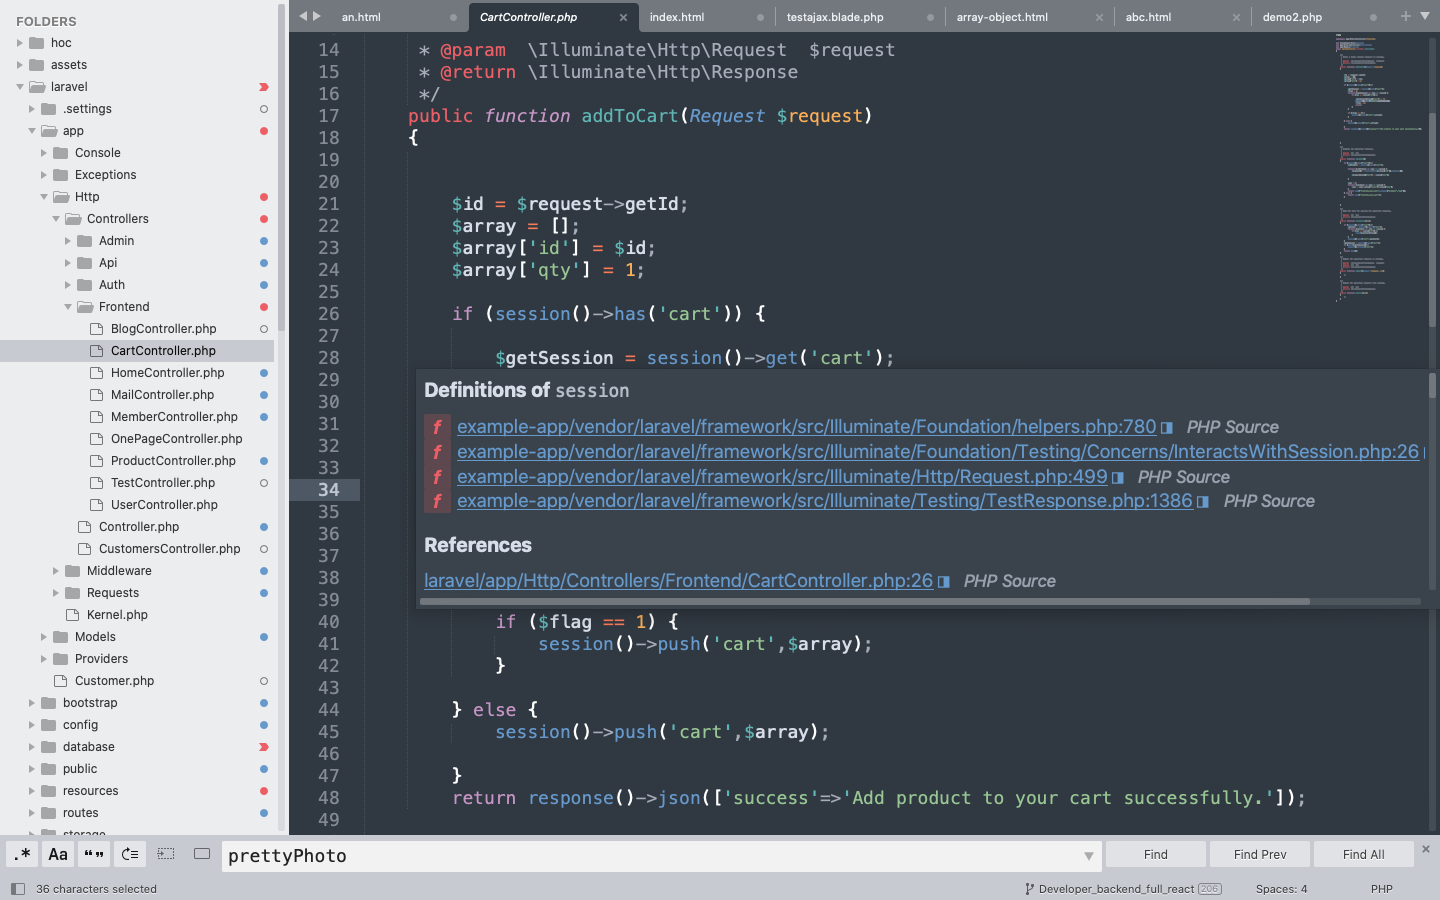 FOLDERS
hoc
assets
laravel
.settings
app
Console
Exceptions
Http
Controllers
Admin
Api
Auth
Frontend
BlogController.php
CartController.php
HomeController.php
MailController.php
MemberController.php
OnePageController.php
ProductController.php
TestController.php
UserController.php
Controller.php
CustomersController.php
Middleware
Requests
Kernel.php
Models
Providers
Customer.php
bootstrap
config
database
public
resources
routes
storage
an.html
CartController.php
index.html
testajax.blade.php
array-object.html
abc.html
demo2.php
14 * @param \Illuminate\Http\Request $request
15 * @return \Illuminate\Http\Response
16 */
17 public function addToCart(Request $request)
18 {
19
20
21 $id = $request->getId;
22 $array = [];
23 $array['id'] = $id;
24 $array['qty'] = 1;
25
26 if (session()->has('cart')) {
27
28 $getSession = session()->get('cart');
29
30
31
32
33
34
35
36
37
38
39
Definitions of session
f example-app/vendor/laravel/framework/src/Illuminate/Foundation/helpers.php:780 PHP Source
f example-app/vendor/laravel/framework/src/Illuminate/Foundation/Testing/Concerns/InteractsWithSession.php:26
f example-app/vendor/laravel/framework/src/Illuminate/Http/Request.php:499 PHP Source
f example-app/vendor/laravel/framework/src/Illuminate/Testing/TestResponse.php:1386 PHP Source
References
laravel/app/Http/Controllers/Frontend/CartController.php:26 PHP Source
40 if ($flag == 1) {
41 session()->push('cart',$array);
42 }
43
44 } else {
45 session()->push('cart',$array);
46
47 }
48 return response()->json(['success'=>'Add product to your cart successfully.']);
49
.* Aa “” prettyPhoto Find Find Prev Find All
36 characters selected Developer_backend_full_react 206 Spaces: 4 PHP